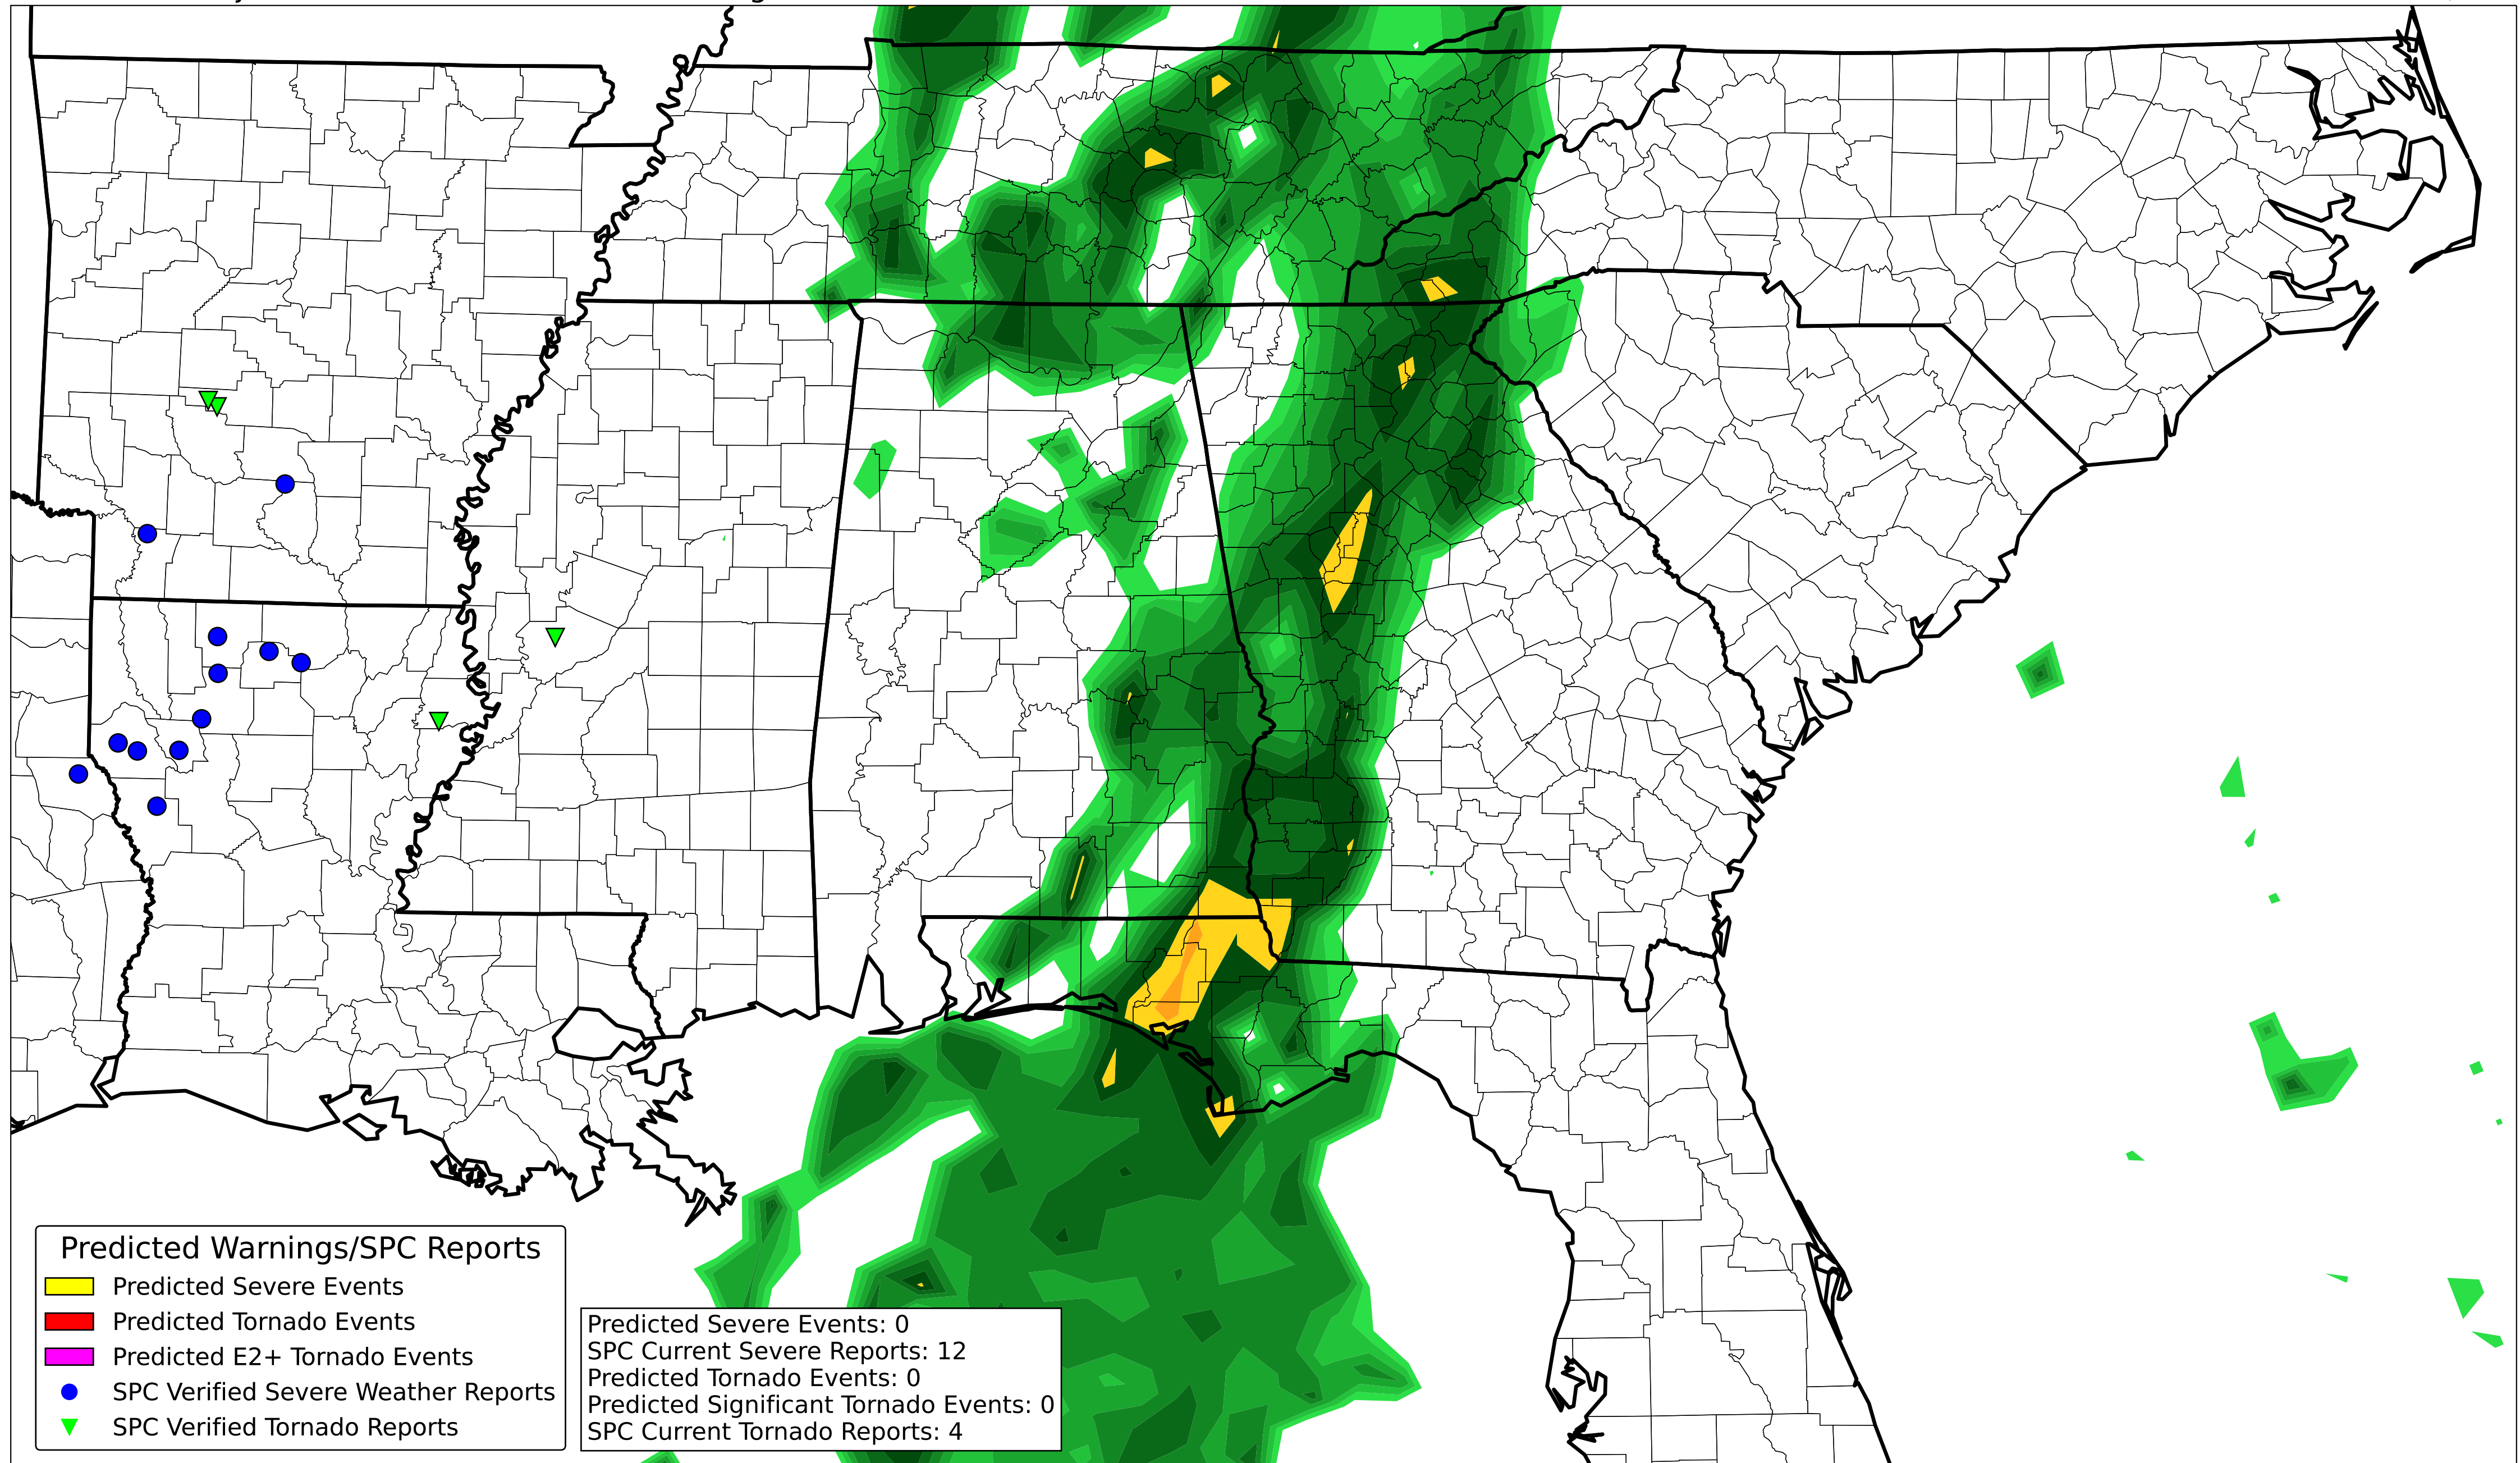 Predicted Warnings/SPC Reports
Predicted Severe Events
Predicted Tornado Events
Predicted E2+ Tornado Events
SPC Verified Severe Weather Reports
SPC Verified Tornado Reports
Predicted Severe Events: 0
SPC Current Severe Reports: 12
Predicted Tornado Events: 0
Predicted Significant Tornado Events: 0
SPC Current Tornado Reports: 4